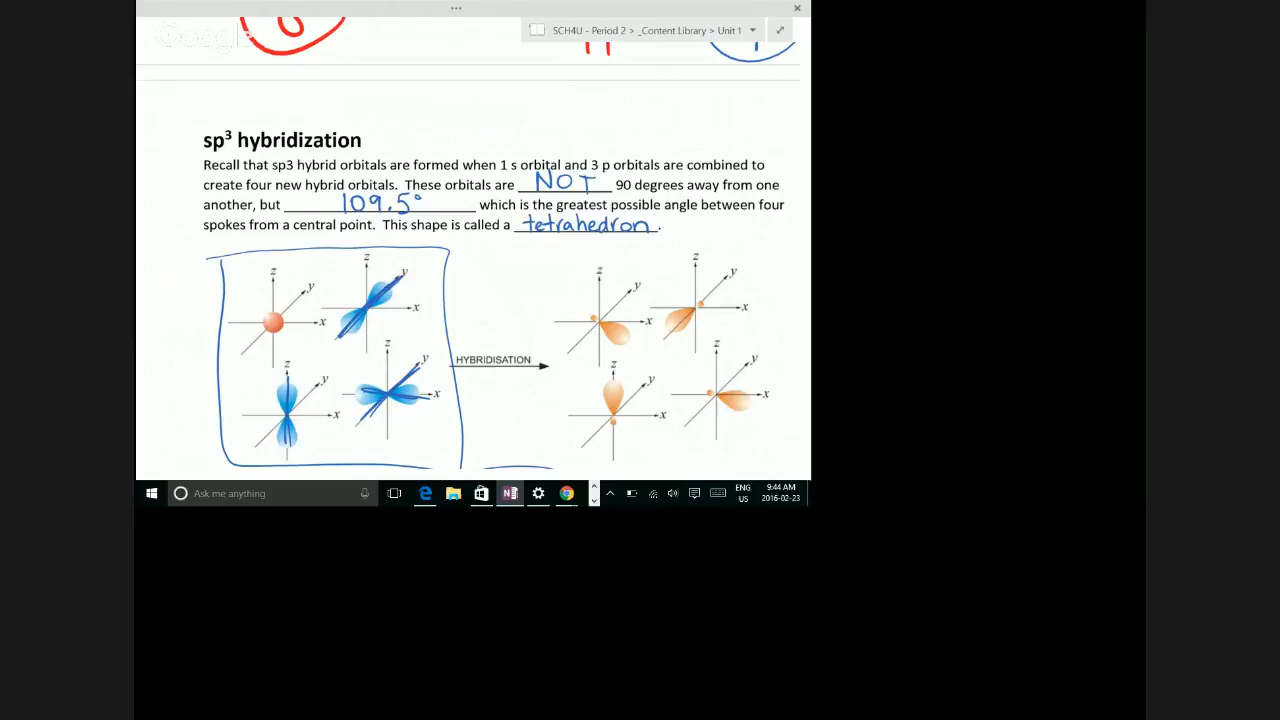 ...
Google
SCH4U - Period 2 > _Content Library > Unit 1
sp³ hybridization
Recall that sp3 hybrid orbitals are formed when 1 s orbital and 3 p orbitals are combined to
create four new hybrid orbitals. These orbitals are NOT 90 degrees away from one
another, but 109.5° which is the greatest possible angle between four
spokes from a central point. This shape is called a tetrahedron.
z y x
z y x
z y x
z y x
HYBRIDISATION
z y x
z y x
z y x
z y x
Ask me anything
ENG
US
9:44 AM
2016-02-23